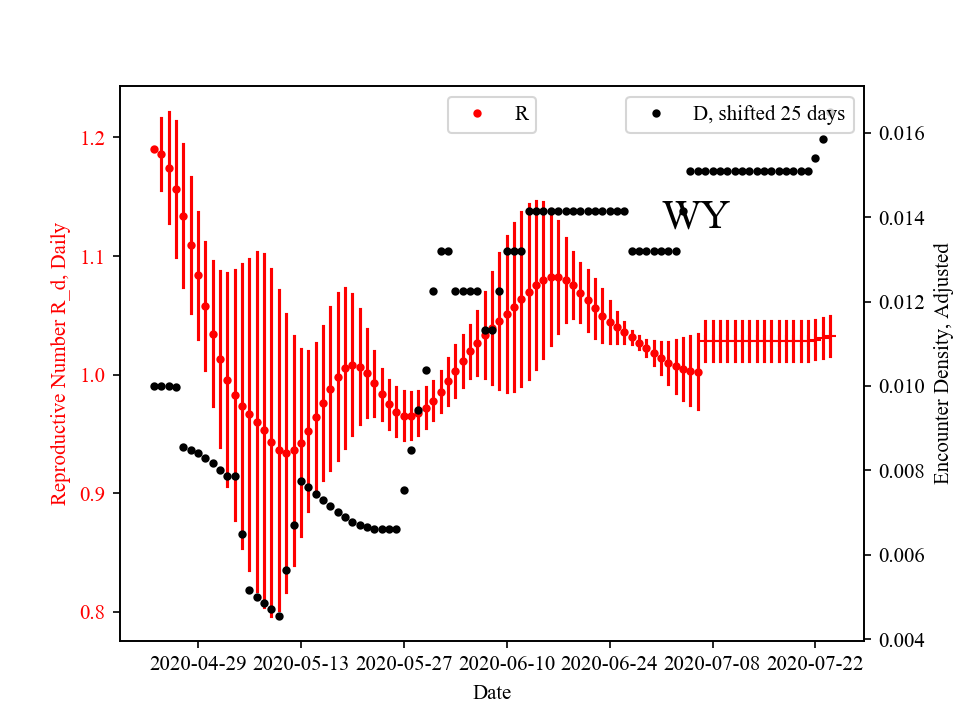 R
D, shifted 25 days
WY
Reproductive Number R_d, Daily
1.2
1.1
1.0
0.9
0.8
0.016
0.014
0.012
0.010
0.008
0.006
0.004
Encounter Density, Adjusted
2020-04-29 2020-05-13 2020-05-27 2020-06-10 2020-06-24 2020-07-08 2020-07-22
Date